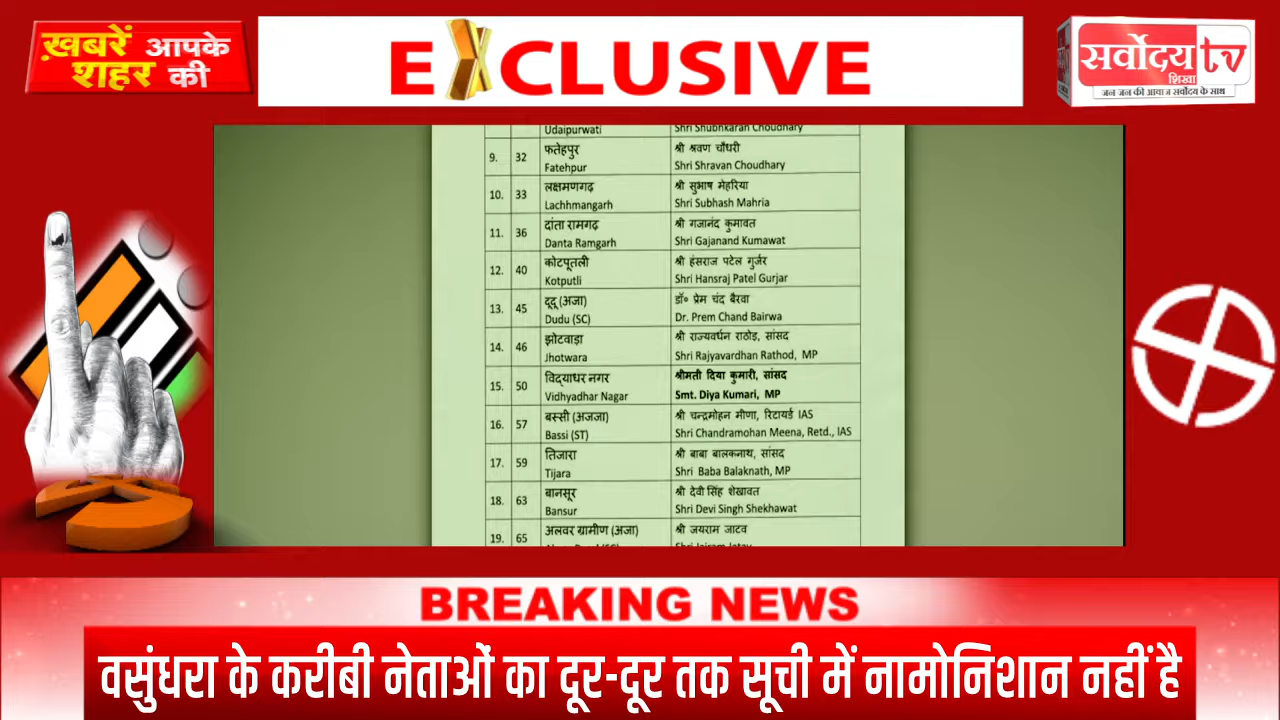 ख़बरें आपके
शहर की
EXCLUSIVE
सर्वोदय tv
शिखा
जन-जन की आवाज सर्वोदय के साथ
Udaipurwati Shri Shubhkaran Choudhary
9. 32 फतेहपुर श्री श्रवण चौधरी
Fatehpur Shri Shravan Choudhary
10. 33 लक्षमणगढ़ श्री सुभाष मेहरिया
Lachhmangarh Shri Subhash Mahria
11. 36 दांता रामगढ़ श्री गजानंद कुमावत
Danta Ramgarh Shri Gajanand Kumawat
12. 40 कोटपूतली श्री हंसराज पटेल गुर्जर
Kotputli Shri Hansraj Patel Gurjar
13. 45 दूदू (अजा) डॉ० प्रेम चंद बैरवा
Dudu (SC) Dr. Prem Chand Bairwa
14. 46 झोटवाड़ा श्री राज्यवर्धन राठोड़, सांसद
Jhotwara Shri Rajyavardhan Rathod, MP
15. 50 विद्याधर नगर श्रीमती दिया कुमारी, सांसद
Vidhyadhar Nagar Smt. Diya Kumari, MP
16. 57 बस्सी (अजजा) श्री चन्द्रमोहन मीणा, रिटायर्ड IAS
Bassi (ST) Shri Chandramohan Meena, Retd., IAS
17. 59 तिजारा श्री बाबा बालकनाथ, सांसद
Tijara Shri Baba Balaknath, MP
18. 63 बानसूर श्री देवी सिंह शेखावत
Bansur Shri Devi Singh Shekhawat
19. 65 अलवर ग्रामीण (अजा) श्री जयराम जाटव
BREAKING NEWS
वसुंधरा के करीबी नेताओं का दूर-दूर तक सूची में नामोनिशान नहीं है